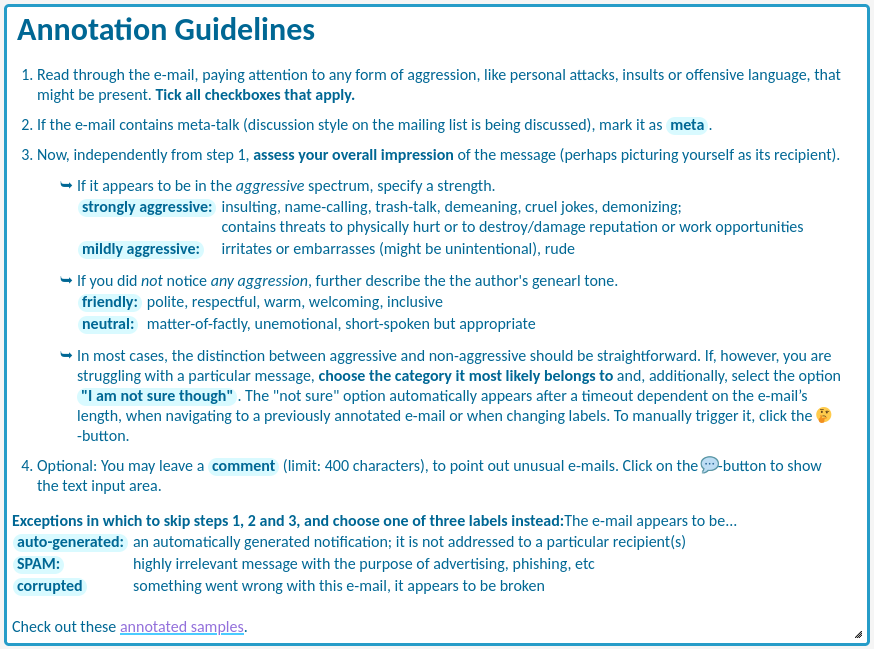 Annotation Guidelines
1. Read through the e-mail, paying attention to any form of aggression, like personal attacks, insults or offensive language, that
might be present. Tick all checkboxes that apply.
2. If the e-mail contains meta-talk (discussion style on the mailing list is being discussed), mark it as meta .
3. Now, independently from step 1, assess your overall impression of the message (perhaps picturing yourself as its recipient).
➥ If it appears to be in the aggressive spectrum, specify a strength.
strongly aggressive: insulting, name-calling, trash-talk, demeaning, cruel jokes, demonizing;
contains threats to physically hurt or to destroy/damage reputation or work opportunities
mildly aggressive: irritates or embarrasses (might be unintentional), rude
➥ If you did not notice any aggression, further describe the the author's genearl tone.
friendly: polite, respectful, warm, welcoming, inclusive
neutral: matter-of-factly, unemotional, short-spoken but appropriate
➥ In most cases, the distinction between aggressive and non-aggressive should be straightforward. If, however, you are
struggling with a particular message, choose the category it most likely belongs to and, additionally, select the option
"I am not sure though" . The "not sure" option automatically appears after a timeout dependent on the e-mail's
length, when navigating to a previously annotated e-mail or when changing labels. To manually trigger it, click the 🤔
-button.
4. Optional: You may leave a comment (limit: 400 characters), to point out unusual e-mails. Click on the 💬-button to show
the text input area.
Exceptions in which to skip steps 1, 2 and 3, and choose one of three labels instead:The e-mail appears to be...
auto-generated: an automatically generated notification; it is not addressed to a particular recipient(s)
SPAM: highly irrelevant message with the purpose of advertising, phishing, etc
corrupted something went wrong with this e-mail, it appears to be broken
Check out these annotated samples.